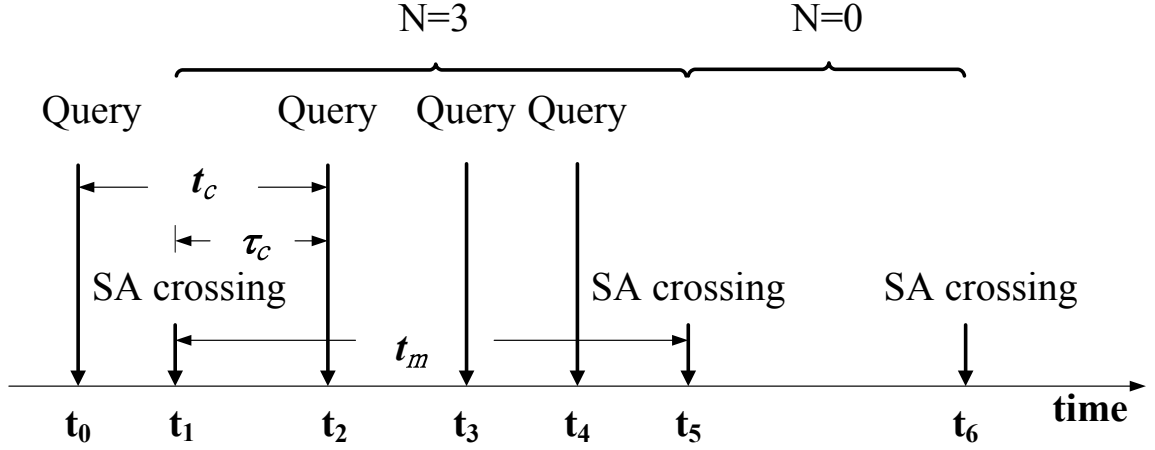 N=3 N=0
Query Query Query Query
t_c
τ_c
SA crossing SA crossing SA crossing
t_m
t₀ t₁ t₂ t₃ t₄ t₅ t₆ time